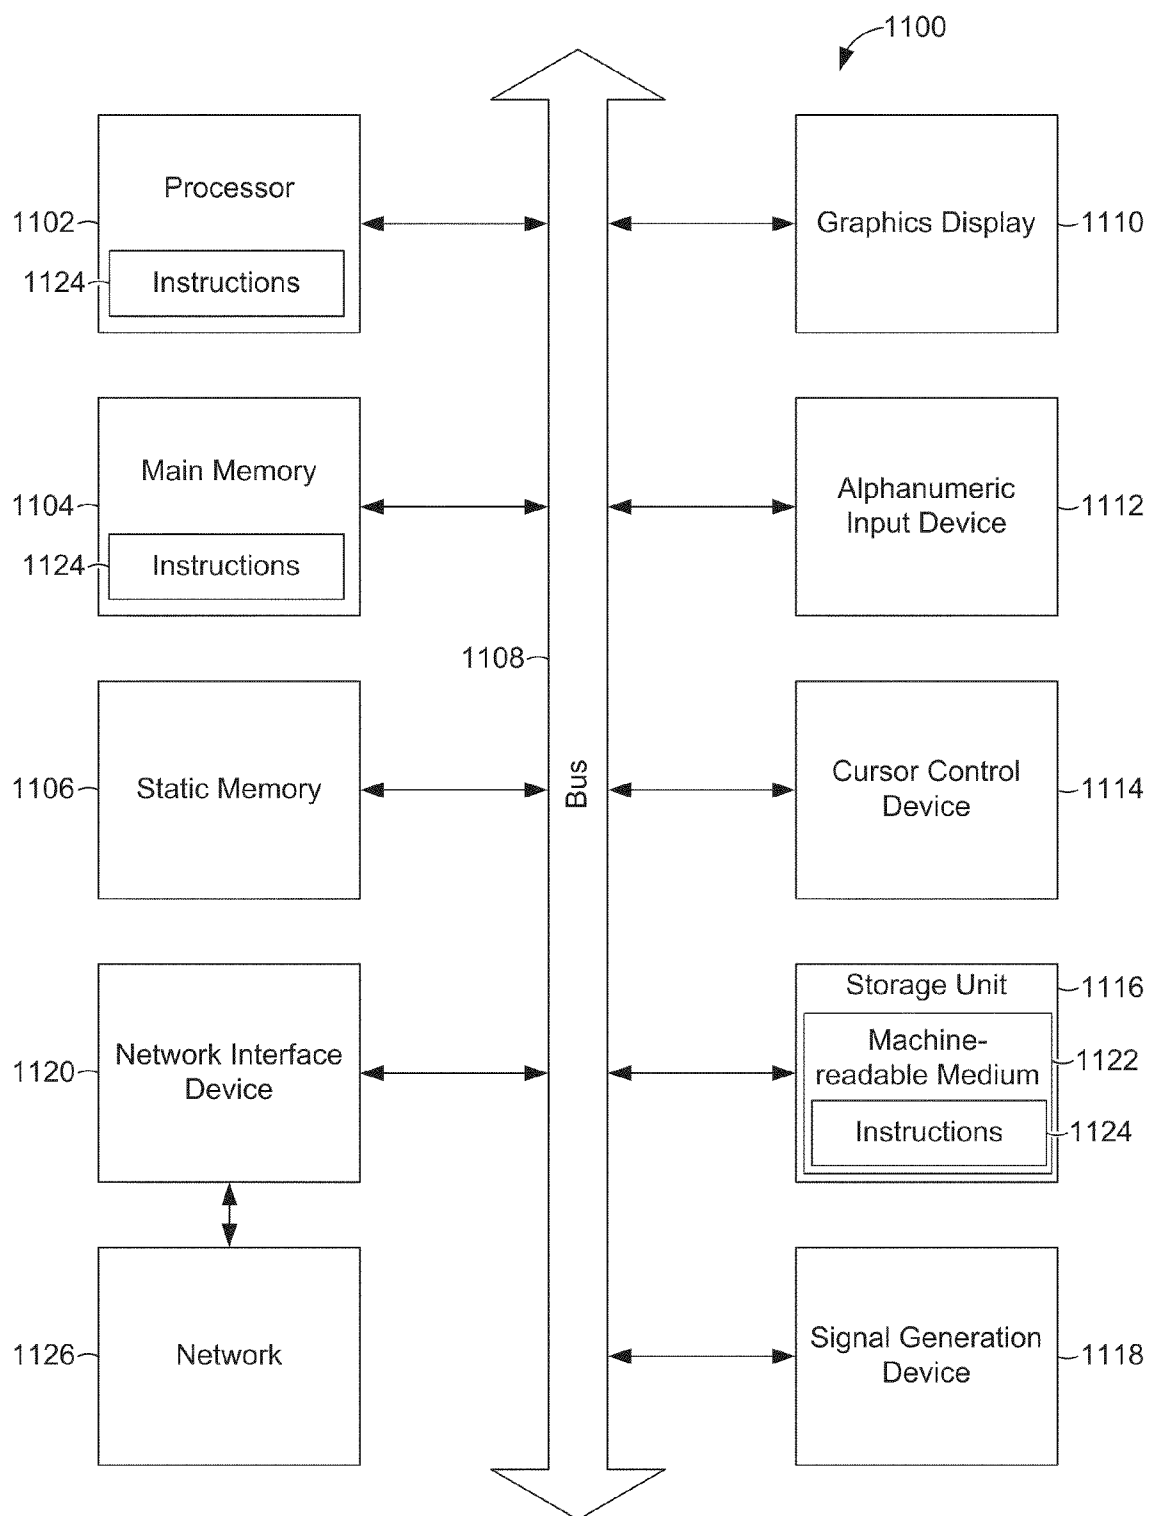 1100
Processor
1102
1124
Instructions
Graphics Display
1110
Main Memory
1104
1124
Instructions
Alphanumeric
Input Device
1112
1108
Bus
Static Memory
1106
Cursor Control
Device
1114
Network Interface
Device
1120
Storage Unit
1116
Machine-
readable Medium
1122
Instructions
1124
Network
1126
Signal Generation
Device
1118